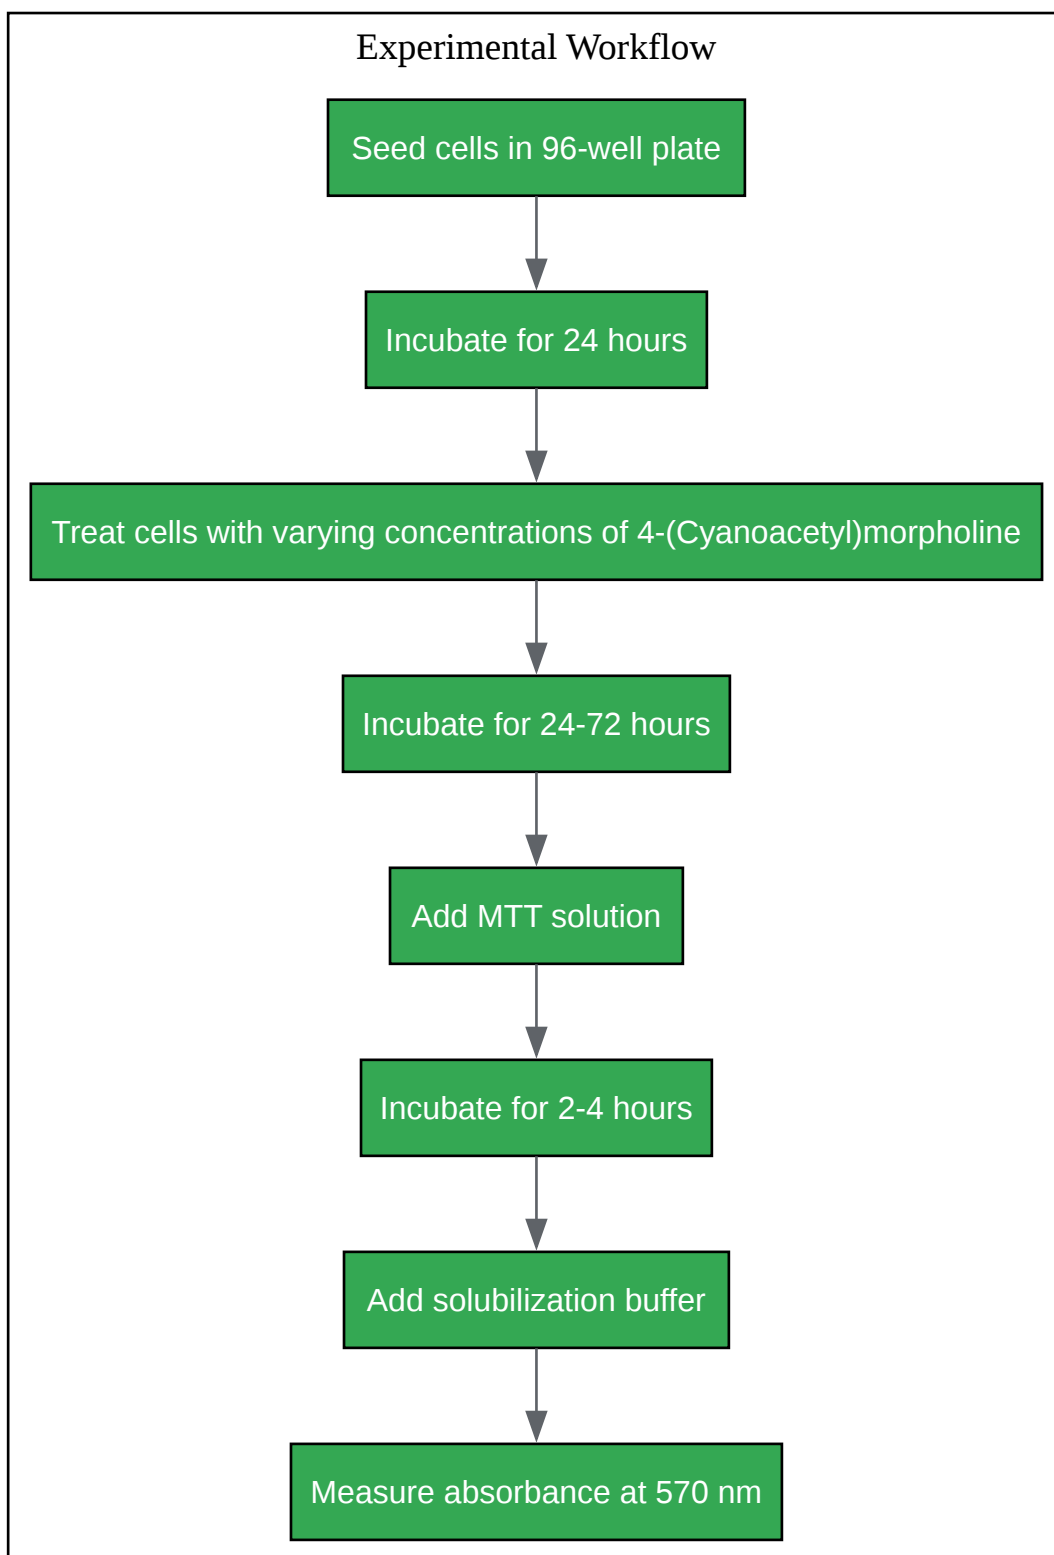 Experimental Workflow
Seed cells in 96-well plate
Incubate for 24 hours
Treat cells with varying concentrations of 4-(Cyanoacetyl)morpholine
Incubate for 24-72 hours
Add MTT solution
Incubate for 2-4 hours
Add solubilization buffer
Measure absorbance at 570 nm